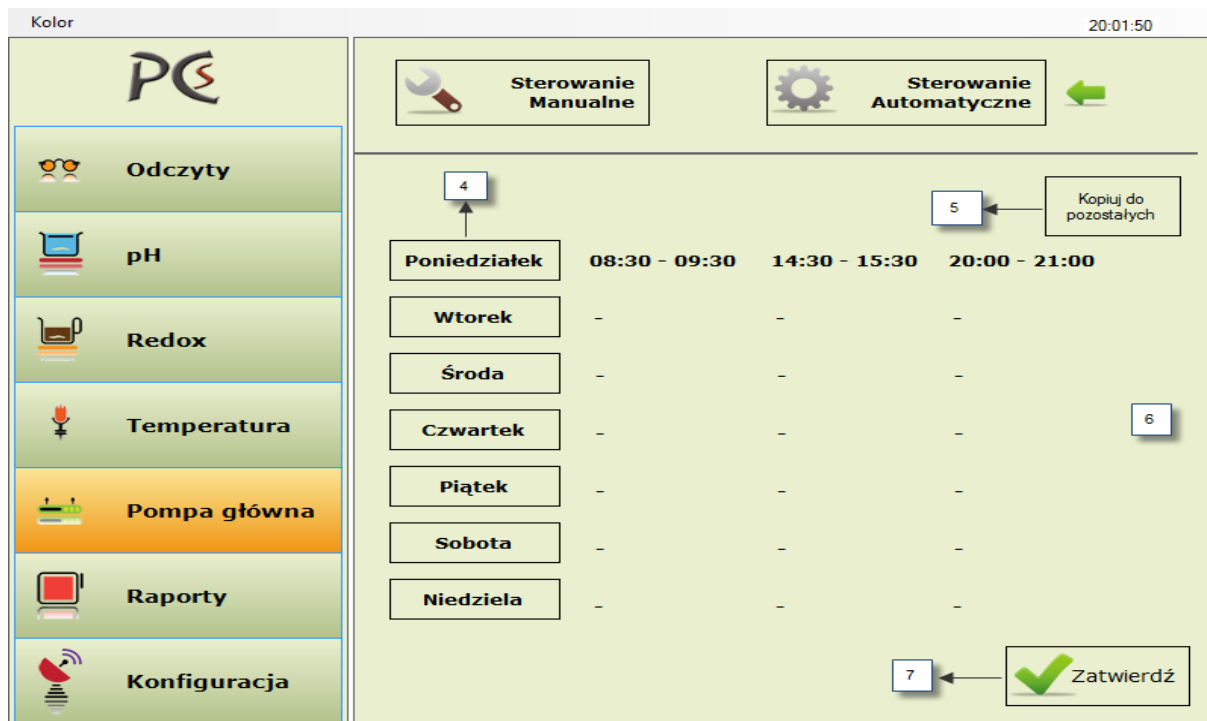 Kolor
20:01:50
PCs
Odczyty
pH
Redox
Temperatura
Pompa główna
Raporty
Konfiguracja
Sterowanie
Manualne
Sterowanie
Automatyczne
4
5
Kopiuj do
pozostałych
Poniedziałek 08:30 - 09:30 14:30 - 15:30 20:00 - 21:00
Wtorek - - -
Środa - - -
Czwartek - - -
6
Piątek - - -
Sobota - - -
Niedziela - - -
7
Zatwierdź